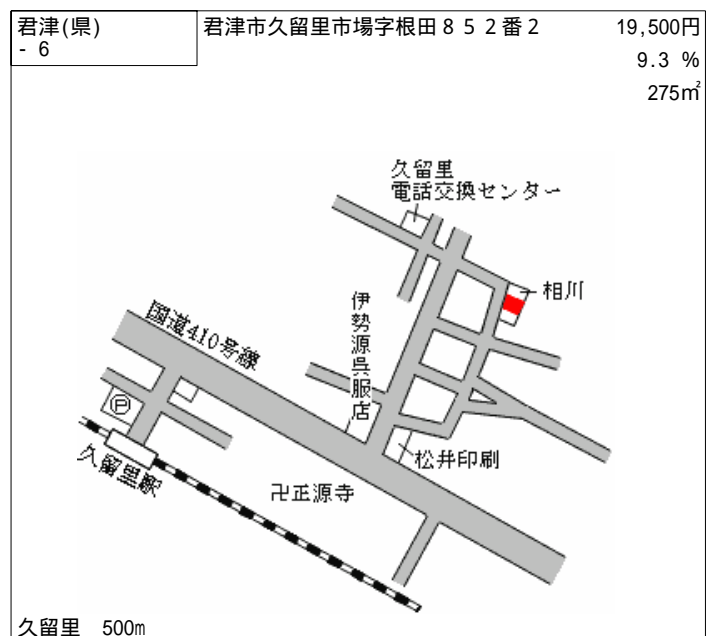 君津(県)
- 6
君津市久留里市場字根田８５２番２
19,500円
9.3 %
275㎡
久留里
電話交換センター
相川
伊勢源呉服店
国道410号線
Ⓟ
久留里駅
松井印刷
卍正源寺
久留里 500m